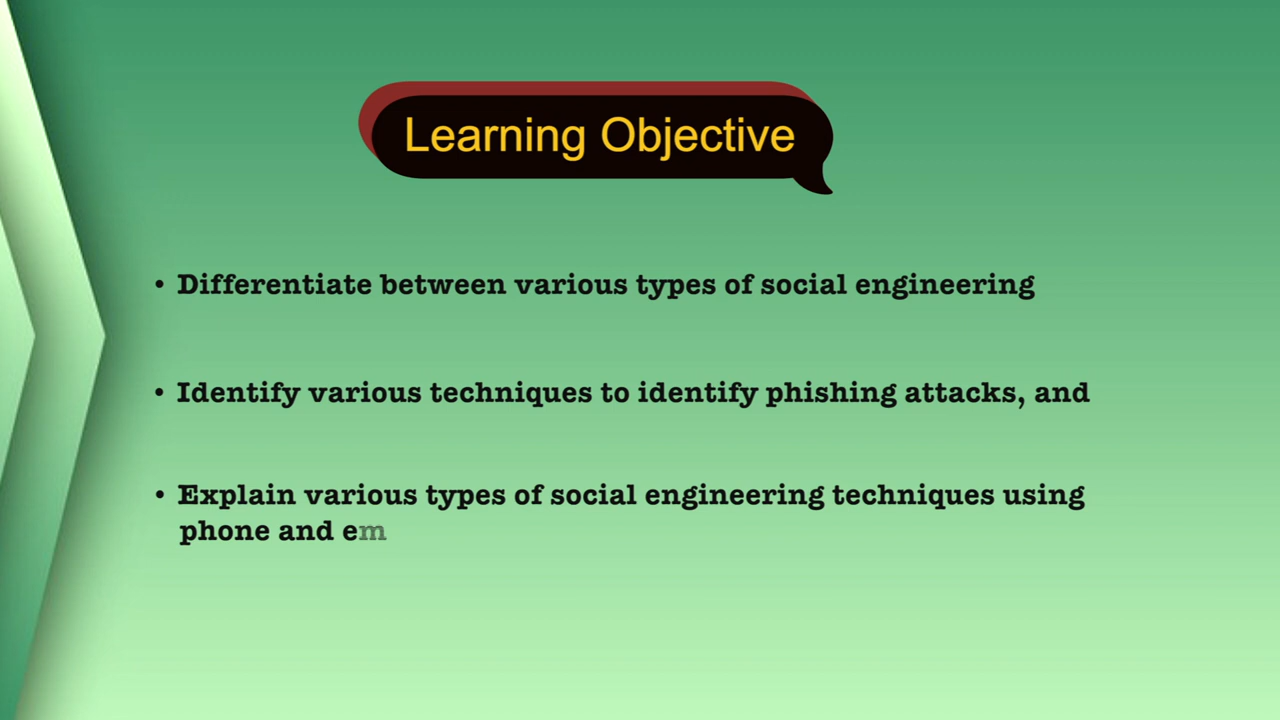 Learning Objective
• Differentiate between various types of social engineering
• Identify various techniques to identify phishing attacks, and
• Explain various types of social engineering techniques using
phone and em